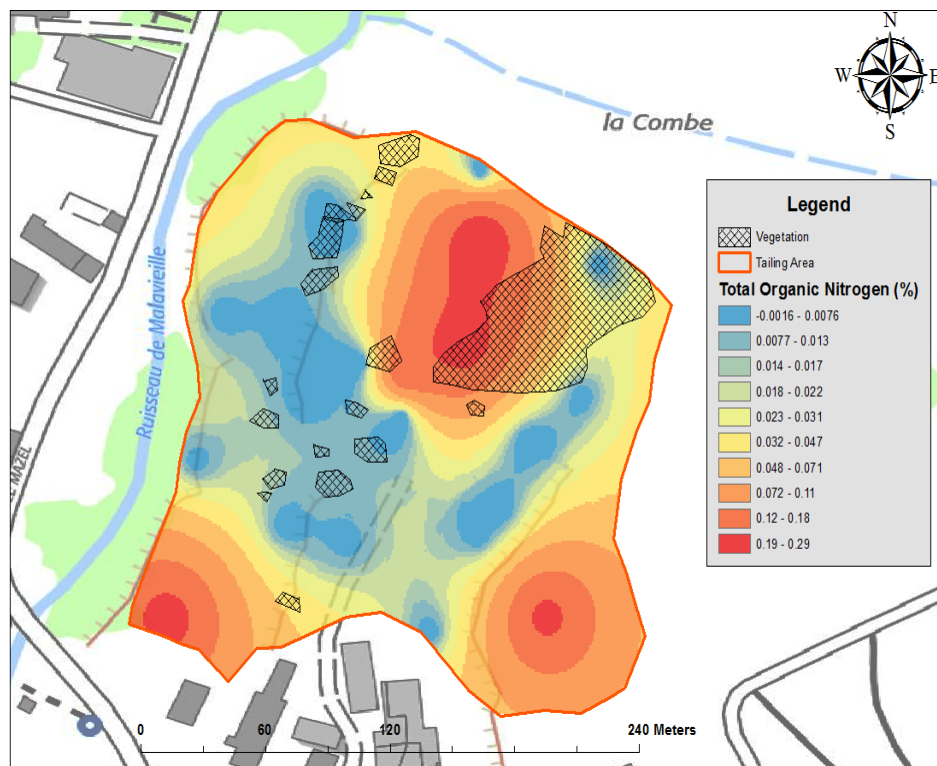 N
W E
S
la Combe
Ruisseau de Malavieille
MAZEL
Legend
Vegetation
Tailing Area
Total Organic Nitrogen (%)
-0.0016 - 0.0076
0.0077 - 0.013
0.014 - 0.017
0.018 - 0.022
0.023 - 0.031
0.032 - 0.047
0.048 - 0.071
0.072 - 0.11
0.12 - 0.18
0.19 - 0.29
0 60 120 240 Meters